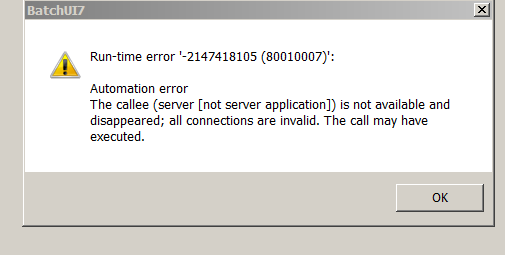 BatchUI7
Run-time error '-2147418105 (80010007)':
Automation error
The callee (server [not server application]) is not available and
disappeared; all connections are invalid. The call may have
executed.
OK